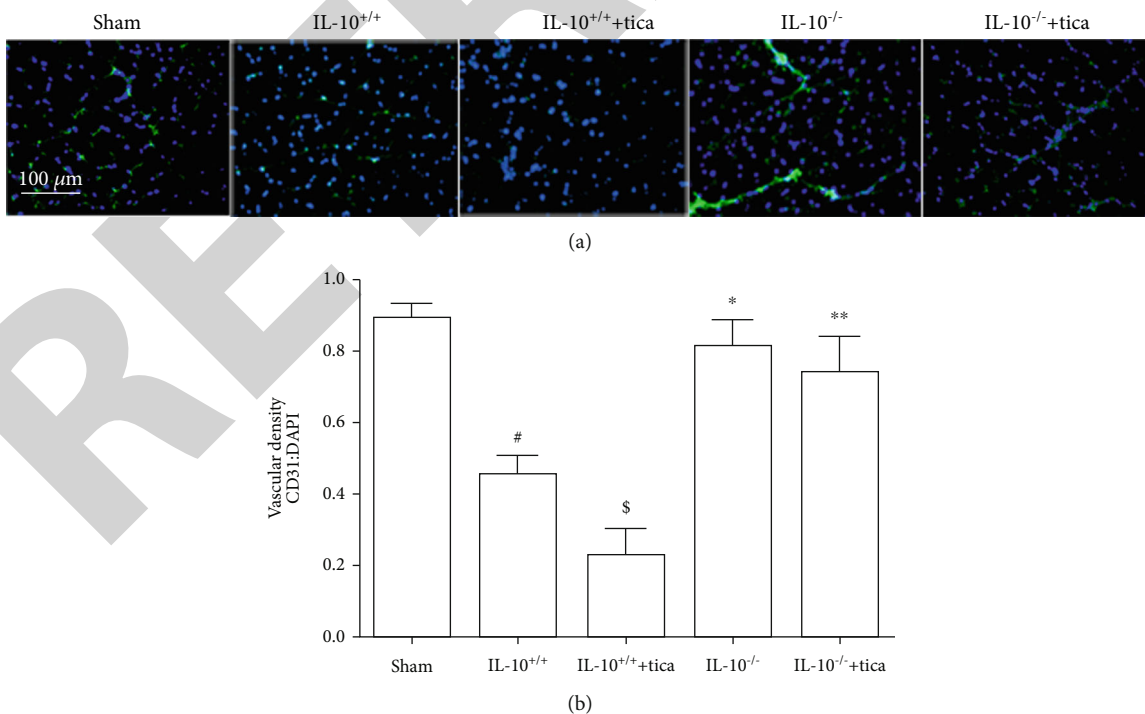 Sham IL-10+/+ IL-10+/++tica IL-10-/- IL-10-/-+tica
100 μm
(a)
1.0
0.8
0.6
0.4
0.2
0.0
Vascular density
CD31:DAPI
#
$
*
**
Sham IL-10+/+ IL-10+/++tica IL-10-/- IL-10-/-+tica
(b)